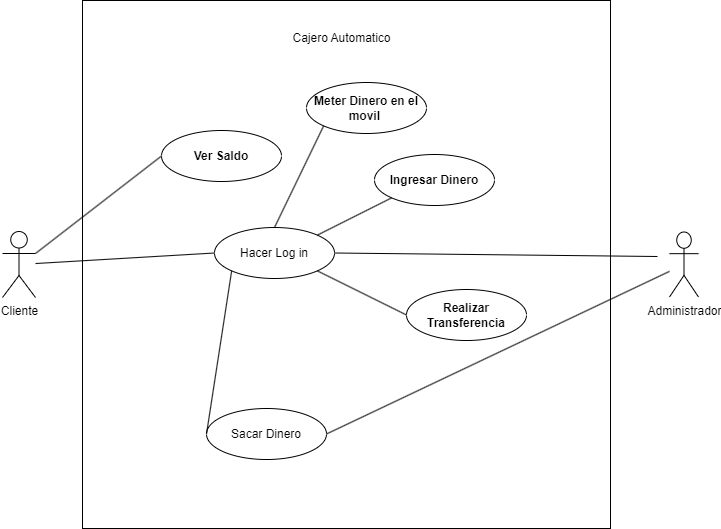 Cajero Automatico
Meter Dinero en el
movil
Ver Saldo
Ingresar Dinero
Hacer Log in
Cliente
Administrador
Realizar
Transferencia
Sacar Dinero